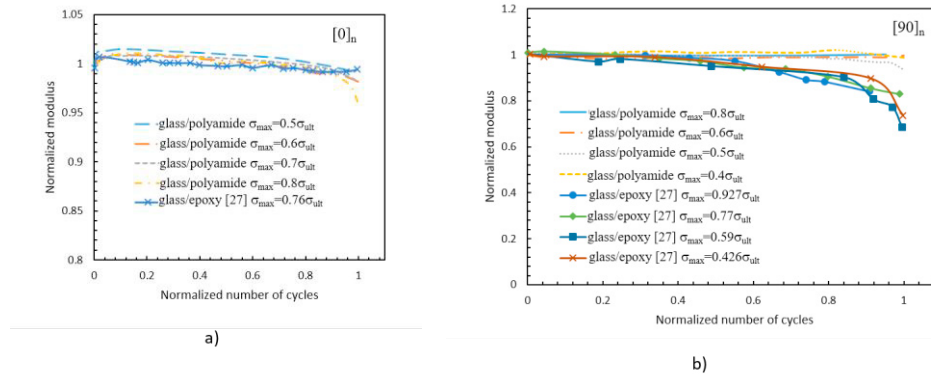 [0]n
1.05
1
0.95
0.9
0.85
0.8
Normalized modulus
glass/polyamide σmax=0.5σult
glass/polyamide σmax=0.6σult
glass/polyamide σmax=0.7σult
glass/polyamide σmax=0.8σult
glass/epoxy [27] σmax=0.76σult
0 0.2 0.4 0.6 0.8 1
Normalized number of cycles
a)
[90]n
1.2
1
0.8
0.6
0.4
0.2
0
Normalized modulus
glass/polyamide σmax=0.8σult
glass/polyamide σmax=0.6σult
glass/polyamide σmax=0.5σult
glass/polyamide σmax=0.4σult
glass/epoxy [27] σmax=0.927σult
glass/epoxy [27] σmax=0.77σult
glass/epoxy [27] σmax=0.59σult
glass/epoxy [27] σmax=0.426σult
0 0.2 0.4 0.6 0.8 1
Normalized number of cycles
b)